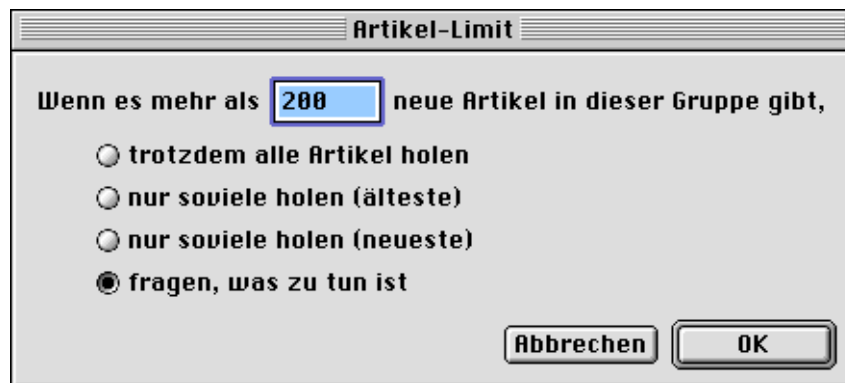 Artikel-Limit
Wenn es mehr als 200 neue Artikel in dieser Gruppe gibt,
trotzdem alle Artikel holen
nur soviele holen (älteste)
nur soviele holen (neueste)
fragen, was zu tun ist
Abbrechen OK